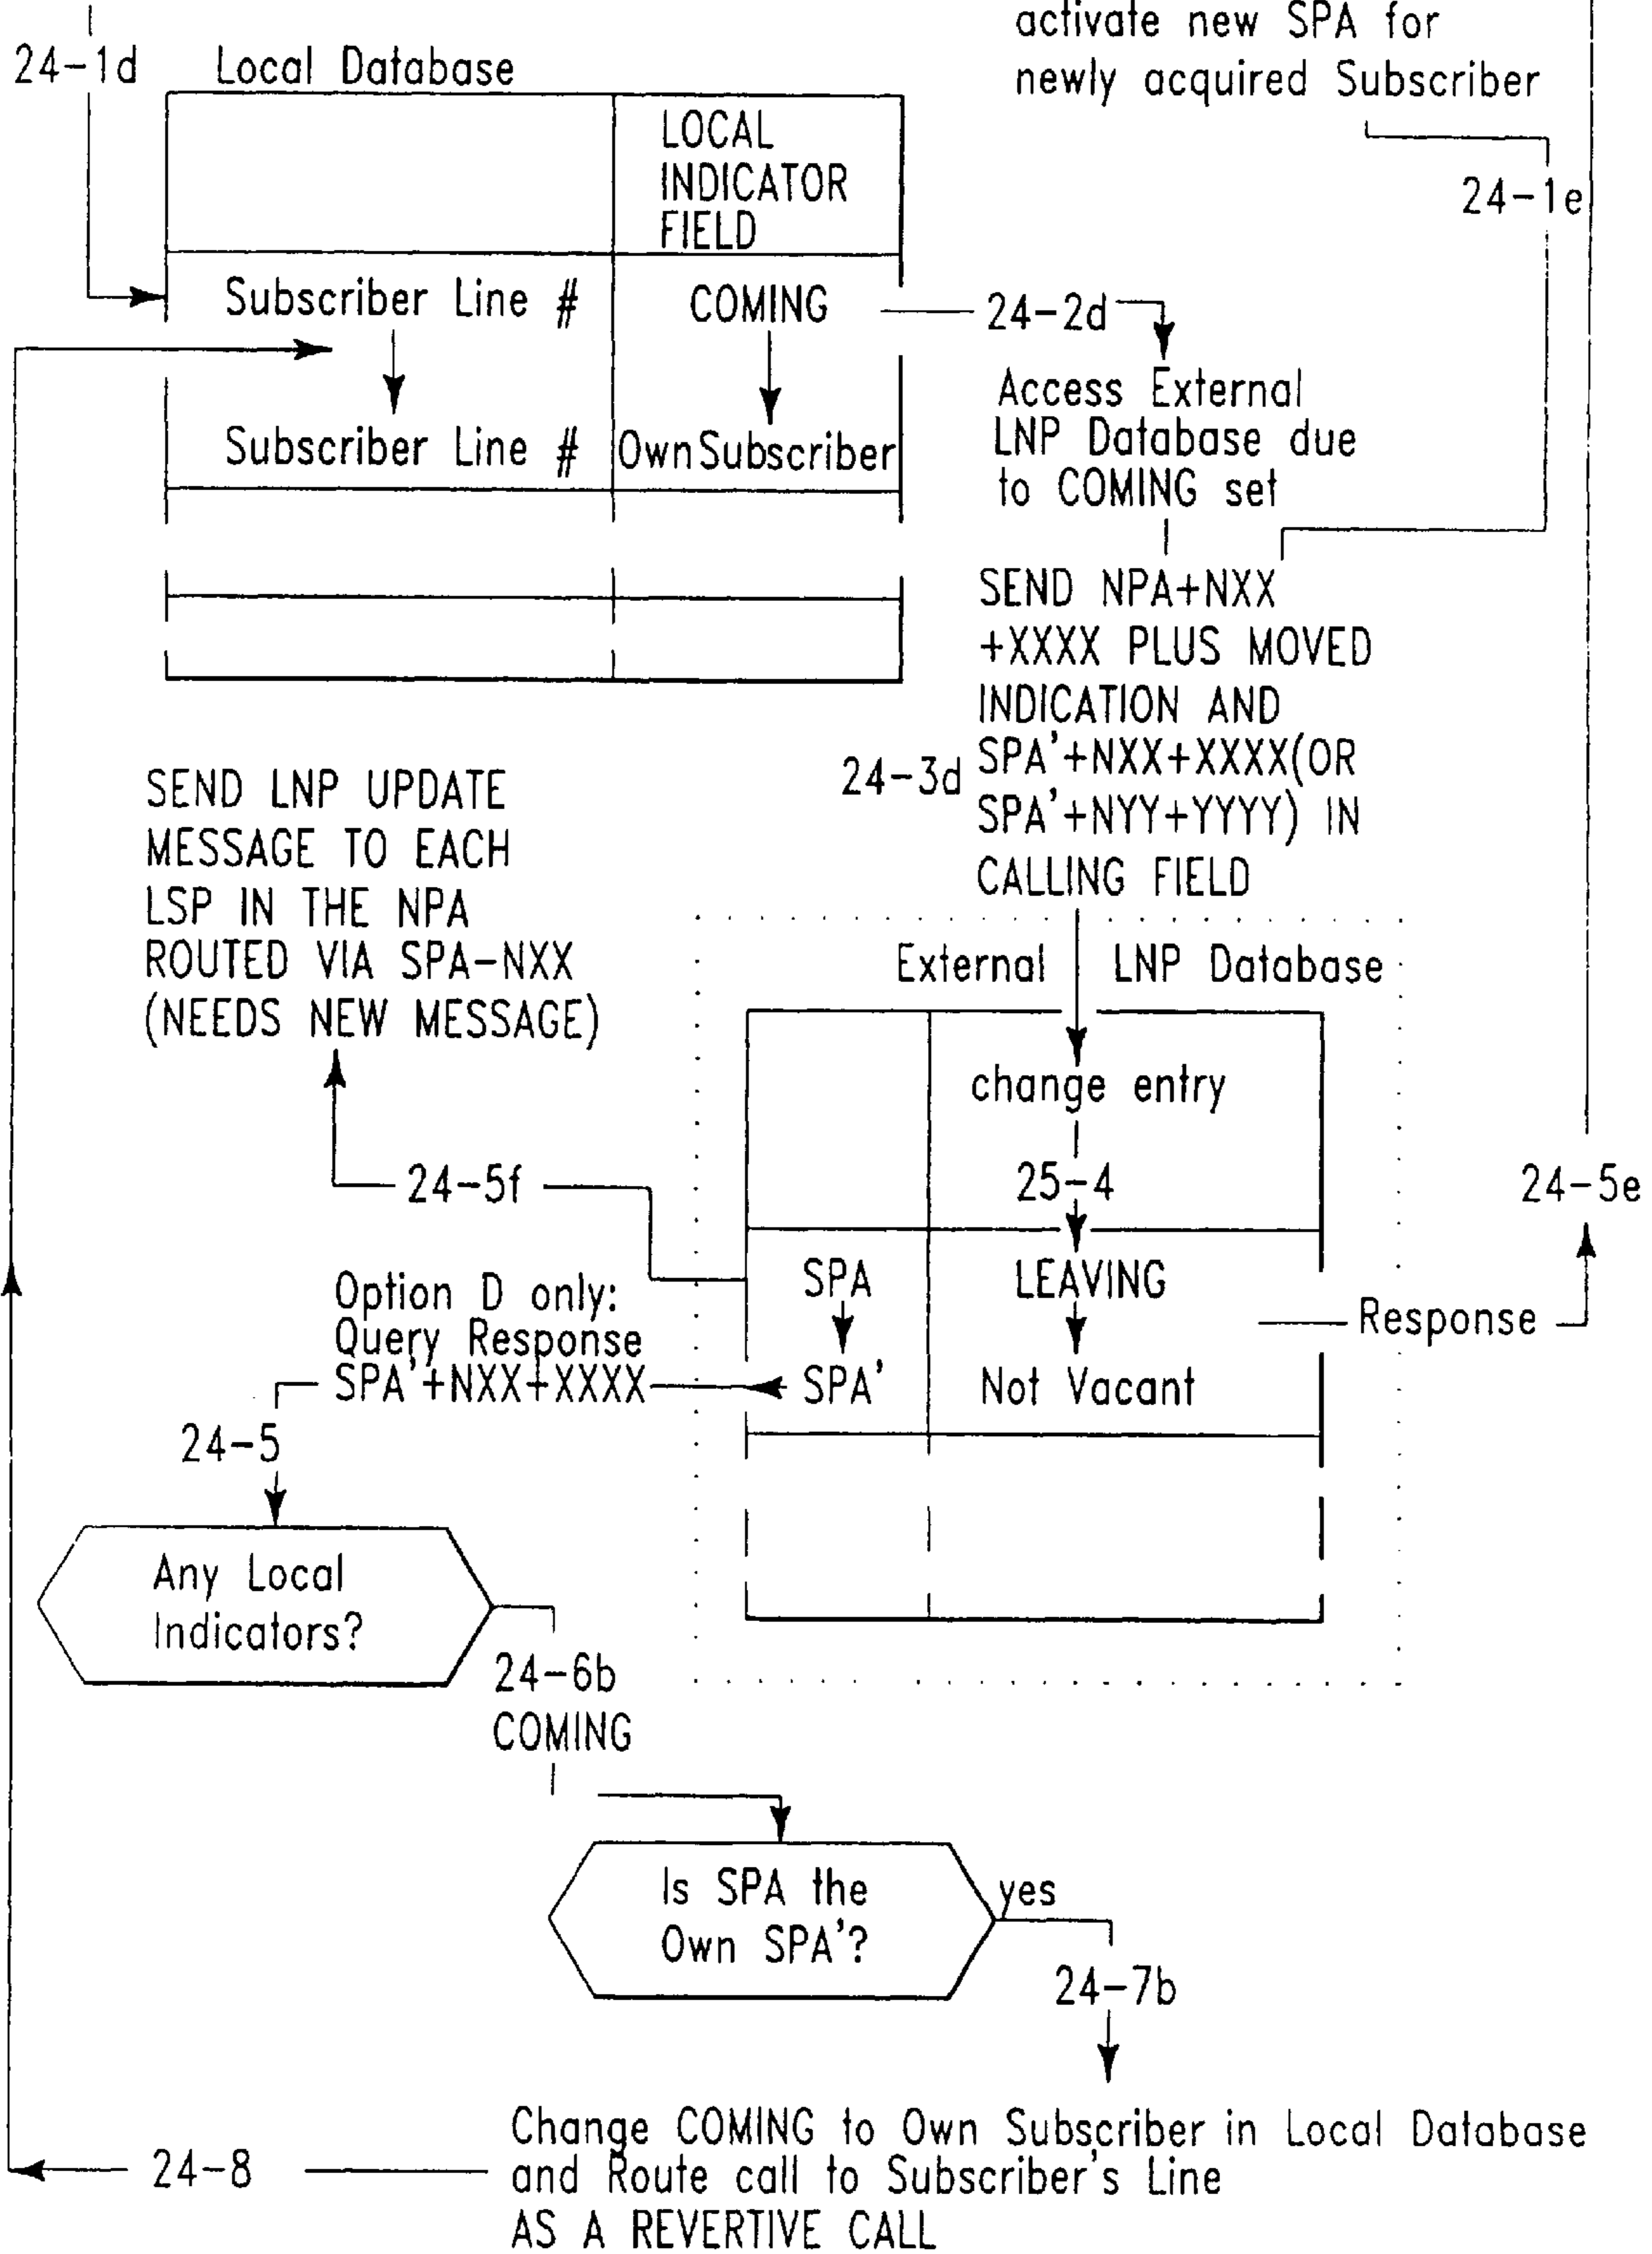 activate new SPA for
newly acquired Subscriber
24-1d
Local Database
LOCAL
INDICATOR
FIELD
24-1e
Subscriber Line #
COMING
24-2d
Access External
LNP Database due
to COMING set
Subscriber Line #
Own Subscriber
SEND NPA+NXX
+XXXX PLUS MOVED
INDICATION AND
SPA'+NXX+XXXX(OR
SPA'+NYY+YYYY) IN
CALLING FIELD
24-3d
SEND LNP UPDATE
MESSAGE TO EACH
LSP IN THE NPA
ROUTED VIA SPA-NXX
(NEEDS NEW MESSAGE)
External LNP Database
change entry
25-4
24-5f
24-5e
SPA
LEAVING
Response
Option D only:
Query Response
SPA'+NXX+XXXX
SPA'
Not Vacant
24-5
Any Local
Indicators?
24-6b
COMING
Is SPA the
Own SPA'?
yes
24-7b
Change COMING to Own Subscriber in Local Database
and Route call to Subscriber's Line
AS A REVERTIVE CALL
24-8